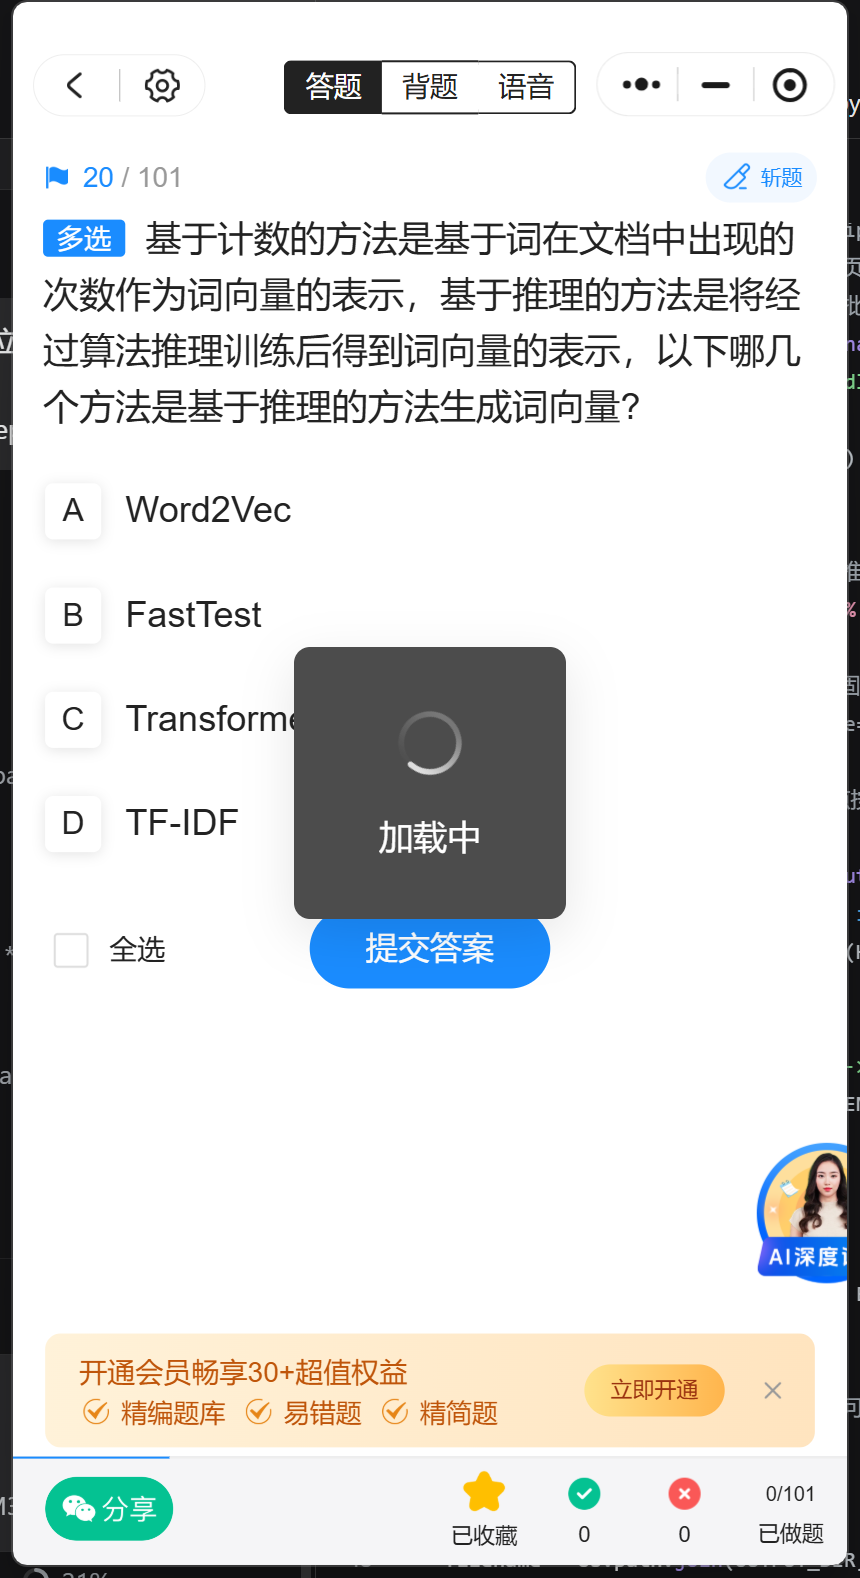 答题 背题 语音
20 / 101
斩题
多选 基于计数的方法是基于词在文档中出现的
次数作为词向量的表示，基于推理的方法是将经
过算法推理训练后得到词向量的表示，以下哪几
个方法是基于推理的方法生成词向量?
A Word2Vec
B FastTest
C Transforme
D TF-IDF
加载中
全选
提交答案
AI深度
开通会员畅享30+超值权益
精编题库 易错题 精简题
立即开通
分享
已收藏
0
0
0/101
已做题